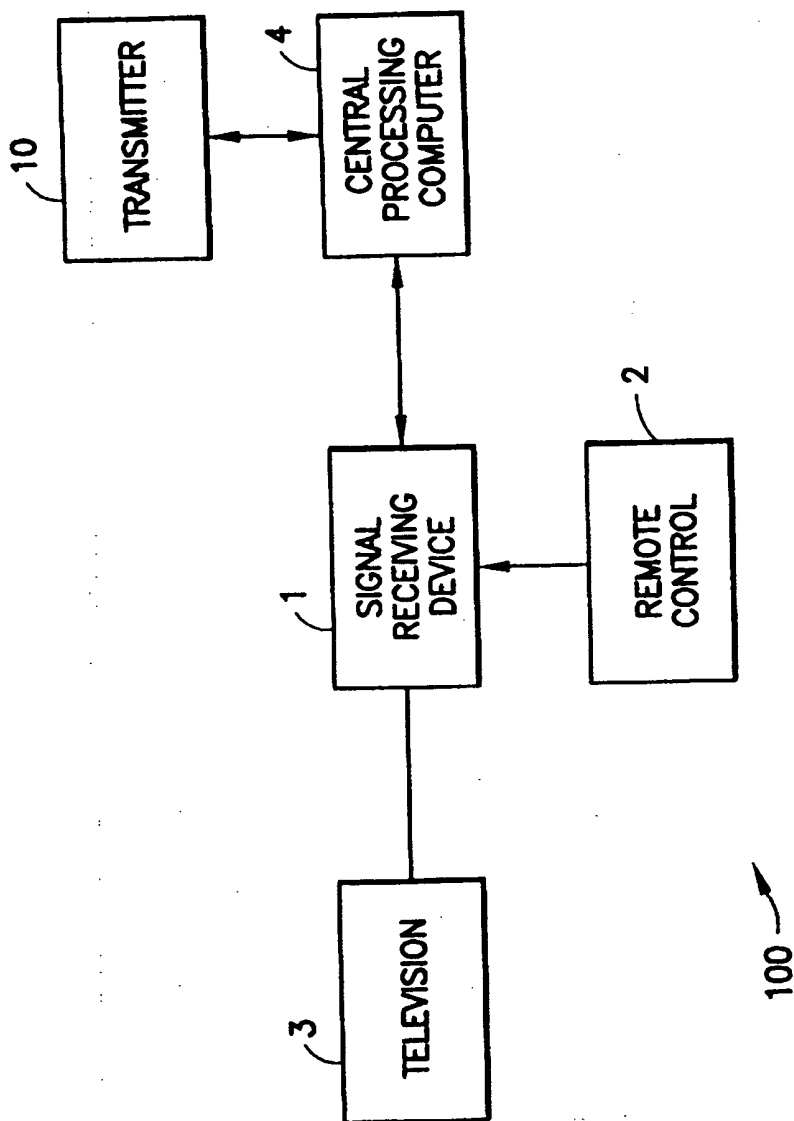 10
TRANSMITTER
4
CENTRAL
PROCESSING
COMPUTER
1
SIGNAL
RECEIVING
DEVICE
2
REMOTE
CONTROL
3
TELEVISION
100